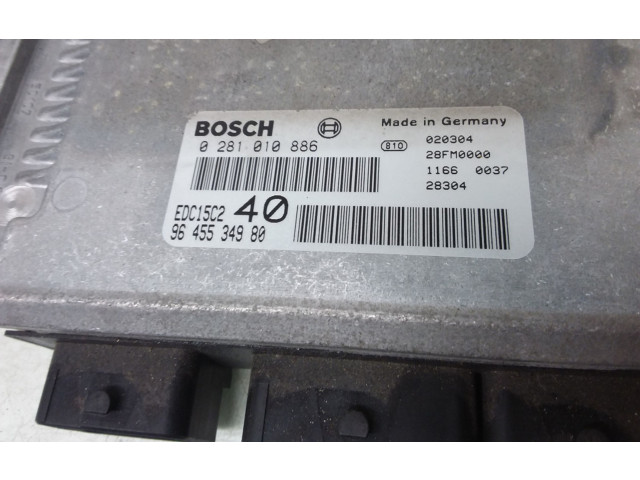 BOSCH
0 281 010 886
EDC15C2 40
96 455 349 80
Made in Germany
810 020304
28FM0000
1166 0037
28304